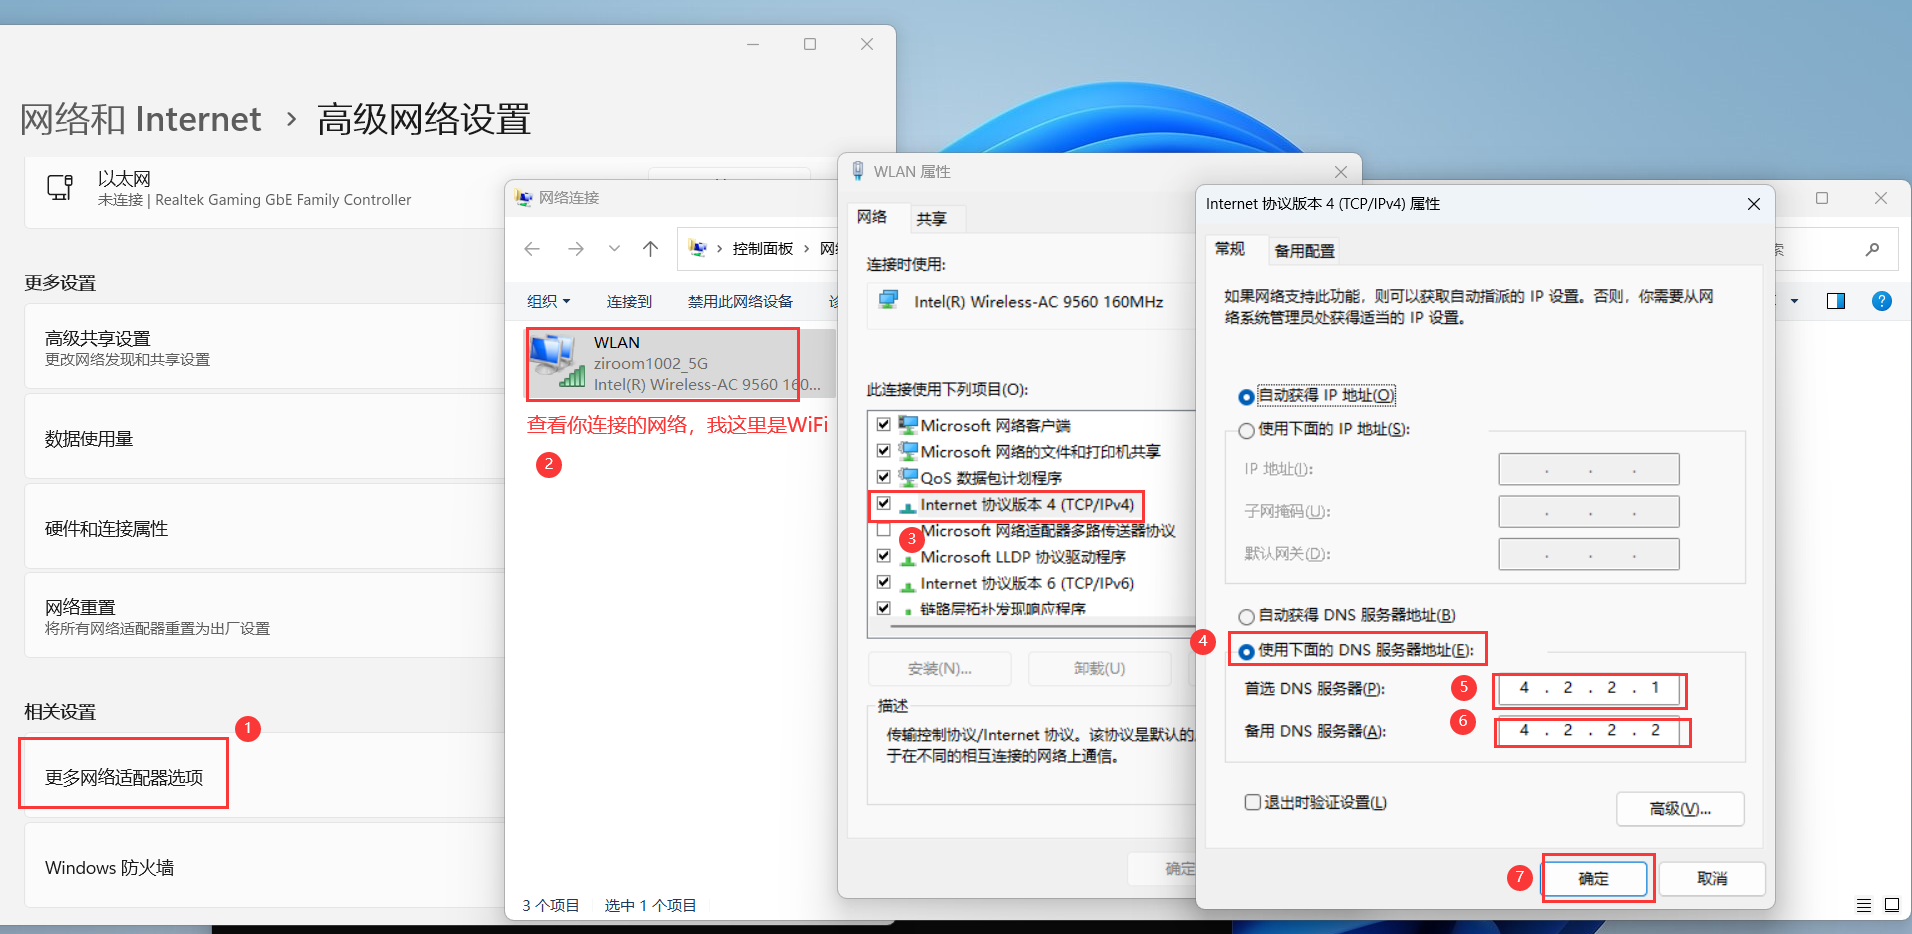 网络和 Internet › 高级网络设置
以太网
未连接 | Realtek Gaming GbE Family Controller
更多设置
高级共享设置
更改网络发现和共享设置
数据使用量
硬件和连接属性
网络重置
将所有网络适配器重置为出厂设置
相关设置
1
更多网络适配器选项
Windows 防火墙
网络连接
控制面板
组织
连接到
禁用此网络设备
WLAN
ziroom1002_5G
Intel(R) Wireless-AC 9560 160...
查看你连接的网络，我这里是WiFi
2
3 个项目
选中 1 个项目
WLAN 属性
网络
共享
连接时使用:
Intel(R) Wireless-AC 9560 160MHz
此连接使用下列项目(O):
Microsoft 网络客户端
Microsoft 网络的文件和打印机共享
QoS 数据包计划程序
Internet 协议版本 4 (TCP/IPv4)
3
Microsoft 网络适配器多路传送器协议
Microsoft LLDP 协议驱动程序
Internet 协议版本 6 (TCP/IPv6)
链路层拓扑发现响应程序
安装(N)...
卸载(U)
描述
传输控制协议/Internet 协议。该协议是默认的
于在不同的相互连接的网络上通信。
确定
Internet 协议版本 4 (TCP/IPv4) 属性
常规
备用配置
如果网络支持此功能，则可以获取自动指派的 IP 设置。否则，你需要从网
络系统管理员处获得适当的 IP 设置。
自动获得 IP 地址(O)
使用下面的 IP 地址(S):
IP 地址(I):
子网掩码(U):
默认网关(D):
自动获得 DNS 服务器地址(B)
4
使用下面的 DNS 服务器地址(E):
首选 DNS 服务器(P):
5
4 . 2 . 2 . 1
备用 DNS 服务器(A):
6
4 . 2 . 2 . 2
退出时验证设置(L)
高级(V)...
7
确定
取消